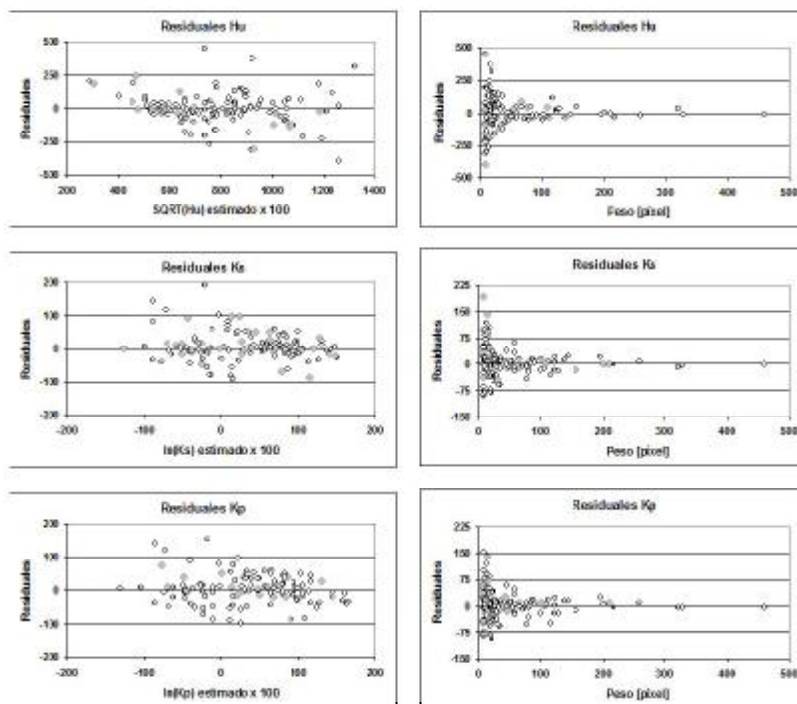 Residuales Hu
500
250
0
-250
-500
Residuales
200 400 600 800 1000 1200 1400
SQRT(Hu) estimado x 100
Residuales Hu
500
250
0
-250
-500
Residuales
0 100 200 300 400 500
Peso [pixel]
Residuales Ks
200
100
0
-100
-200
Residuales
-200 -100 0 100 200
ln(Ks) estimado x 100
Residuales Ks
225
150
75
0
-75
-150
Residuales
0 100 200 300 400 500
Peso [pixel]
Residuales Kp
200
100
0
-100
-200
Residuales
-200 -100 0 100 200
ln(Kp) estimado x 100
Residuales Kp
225
150
75
0
-75
-150
Residuales
0 100 200 300 400 500
Peso [pixel]